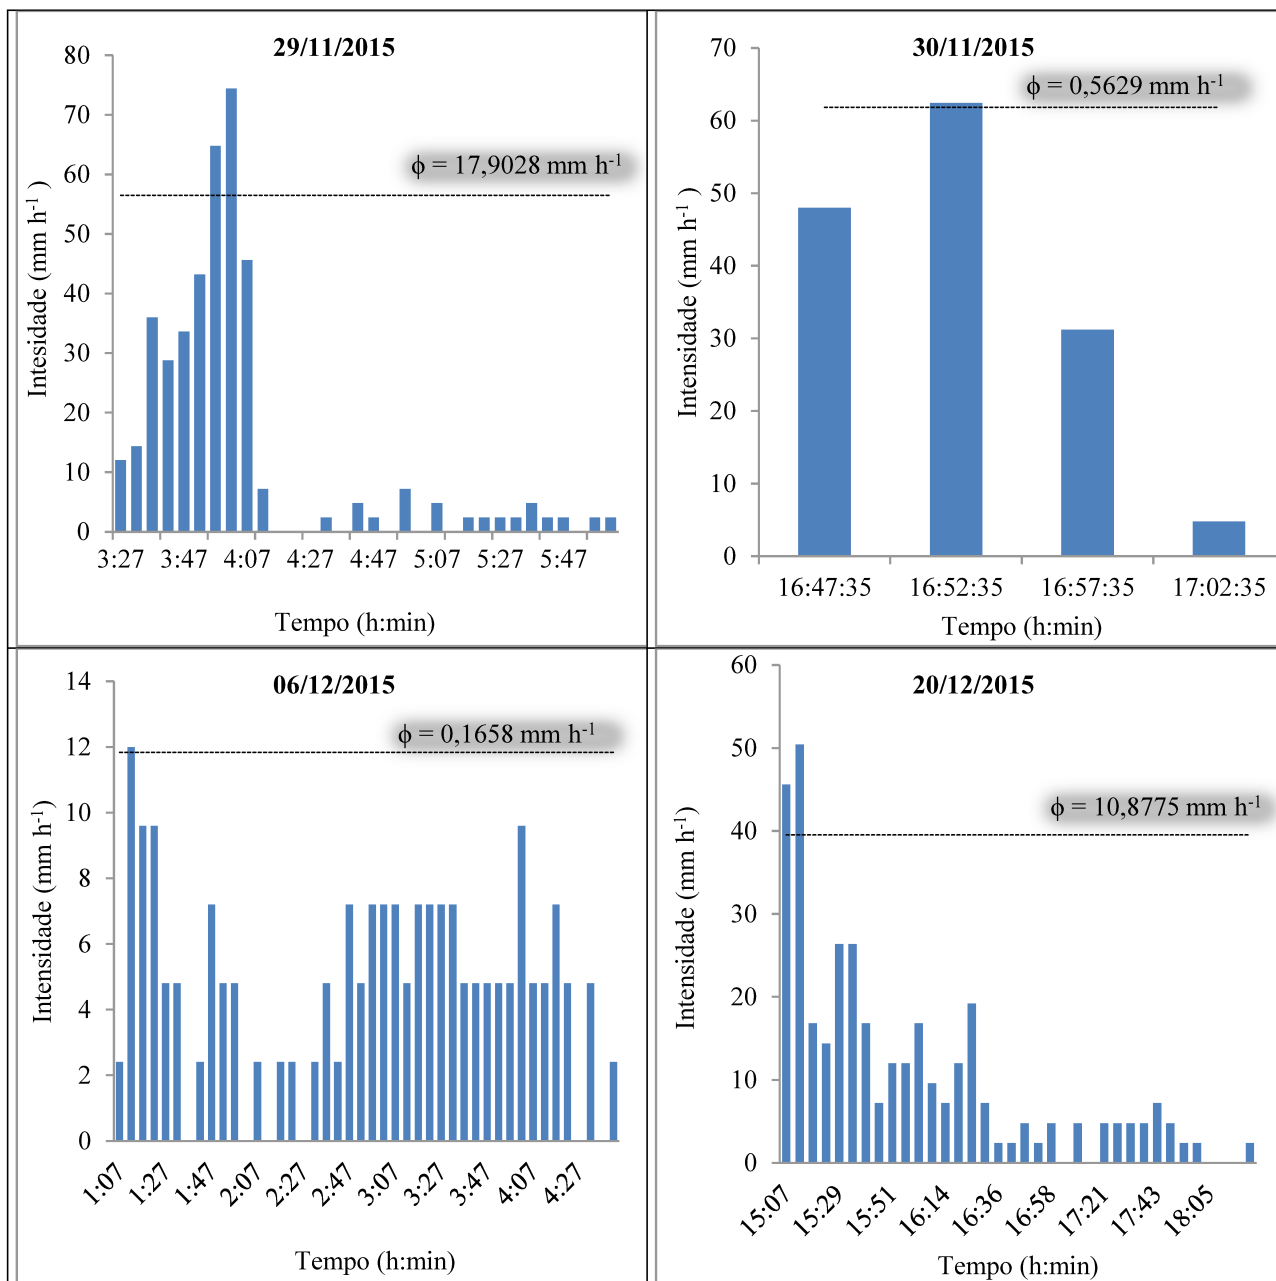 29/11/2015
80
70
60
50
40
30
20
10
0
Intesidade (mm h-1 )
ϕ = 17,9028 mm h-1
3:27 3:47 4:07 4:27 4:47 5:07 5:27 5:47
Tempo (h:min)
30/11/2015
70
60
50
40
30
20
10
0
Intensidade (mm h-1 )
ϕ = 0,5629 mm h-1
16:47:35 16:52:35 16:57:35 17:02:35
Tempo (h:min)
06/12/2015
14
12
10
8
6
4
2
0
Intensidade (mm h-1 )
ϕ = 0,1658 mm h-1
1:07 1:27 1:47 2:07 2:27 2:47 3:07 3:27 3:47 4:07 4:27
Tempo (h:min)
20/12/2015
60
50
40
30
20
10
0
Intensidade (mm h-1)
ϕ = 10,8775 mm h-1
15:07 15:29 15:51 16:14 16:36 16:58 17:21 17:43 18:05
Tempo (h:min)